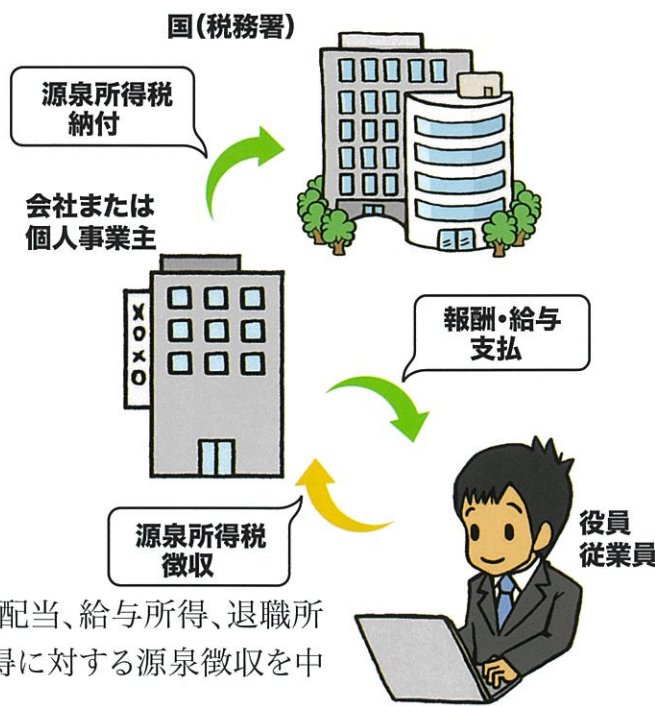 国(税務署)
源泉所得税
納付
会社または
個人事業主
XOXO
報酬・給与
支払
源泉所得税
徴収
役員
従業員
配当、給与所得、退職所
得に対する源泉徴収を中